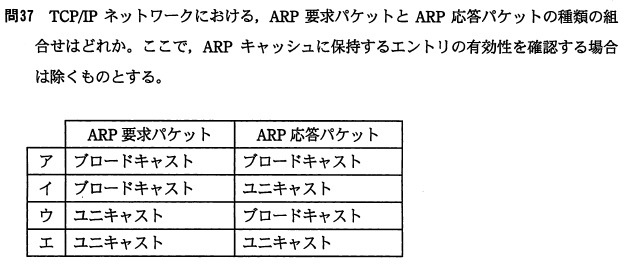 問37 TCP/IP ネットワークにおける，ARP 要求パケットと ARP 応答パケットの種類の組
合せはどれか。ここで，ARP キャッシュに保持するエントリの有効性を確認する場合
は除くものとする。
ARP 要求パケット ARP 応答パケット
ア ブロードキャスト ブロードキャスト
イ ブロードキャスト ユニキャスト
ウ ユニキャスト ブロードキャスト
エ ユニキャスト ユニキャスト